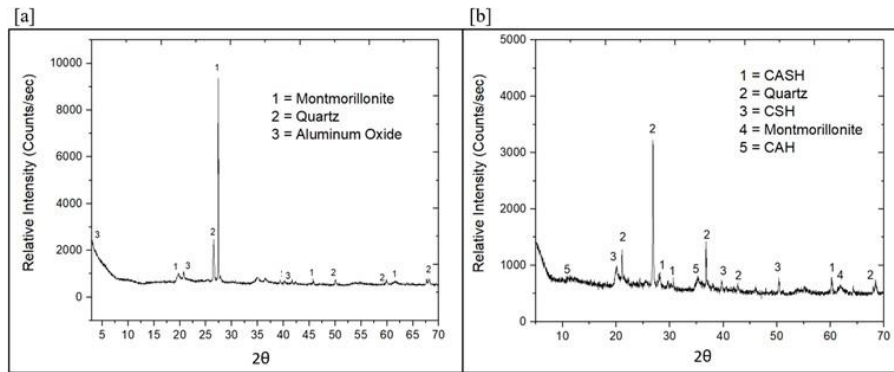 [a]
[b]
Relative Intensity (Counts/sec)
10000
8000
6000
4000
2000
0
1
1 = Montmorillonite
2 = Quartz
3 = Aluminum Oxide
3
1
3
2
1
3
1
2
2
1
2
3 5 10 15 20 25 30 35 40 45 50 55 60 65 70
2θ
Relative Intensity (Counts/sec)
5000
4000
3000
2000
1000
0
1 = CASH
2 = Quartz
3 = CSH
4 = Montmorillonite
5 = CAH
5
3
2
2
1
1
5
2
3
2
3
1
4
2
10 20 30 40 50 60 70
2θ